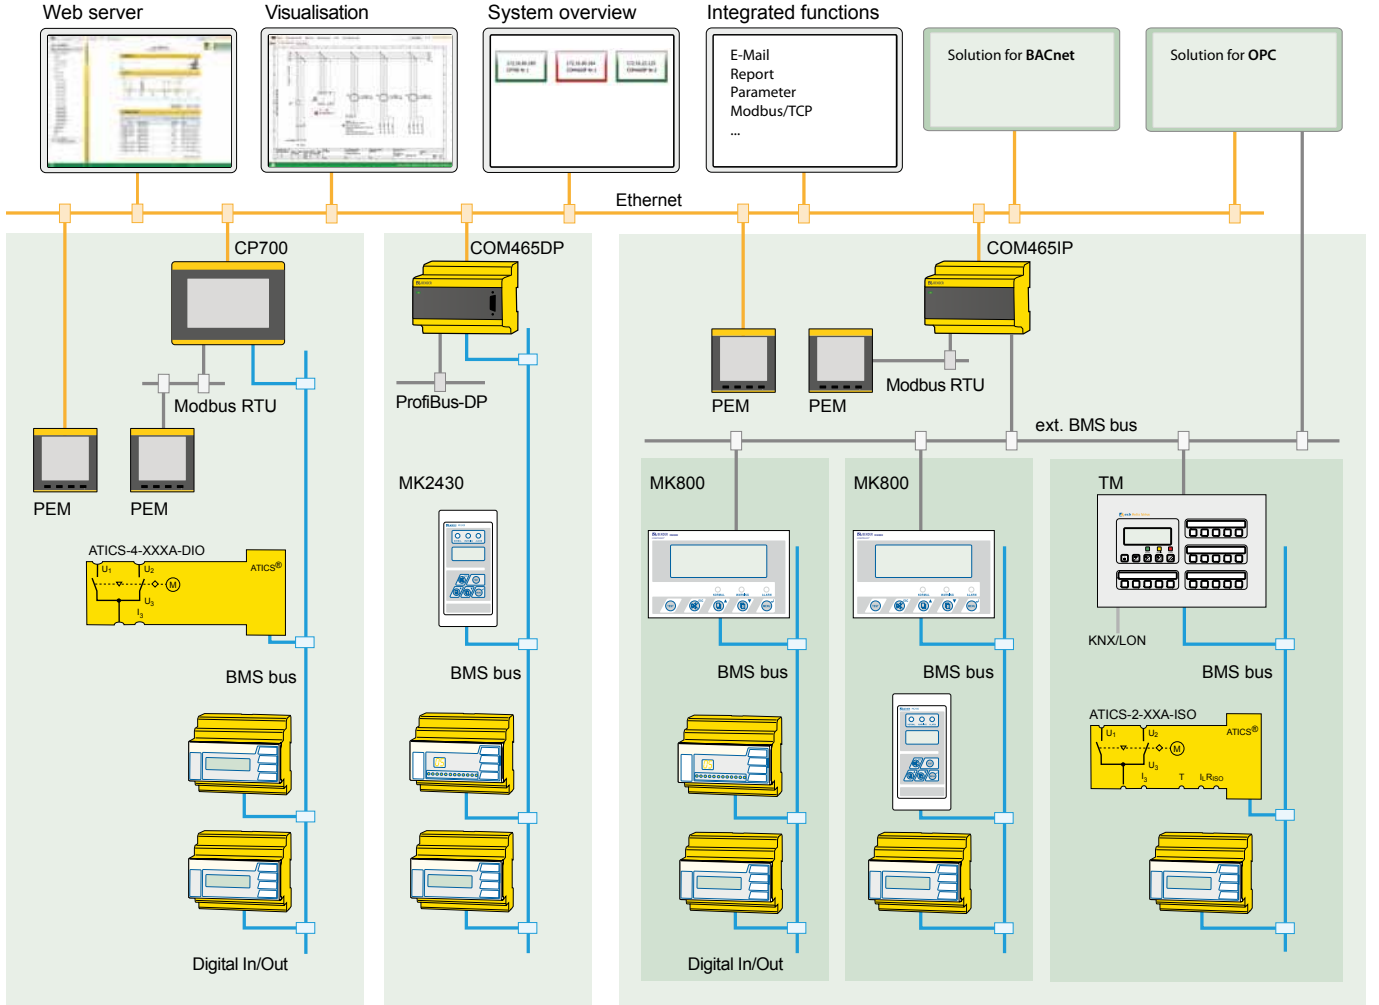 Web server
Visualisation
System overview
Integrated functions
E-Mail
Report
Parameter
Modbus/TCP
...
Solution for BACnet
Solution for OPC
Ethernet
CP700
COM465DP
COM465IP
Modbus RTU
ProfiBus-DP
Modbus RTU
PEM
PEM
ext. BMS bus
PEM
PEM
MK2430
MK800
MK800
TM
ATICS-4-XXXA-DIO
U1
U2
ATICS®
M
U3
I3
KNX/LON
BMS bus
BMS bus
BMS bus
BMS bus
BMS bus
ATICS-2-XXA-ISO
U1
U2
ATICS®
M
U3
I3
T
ILRISO
Digital In/Out
Digital In/Out